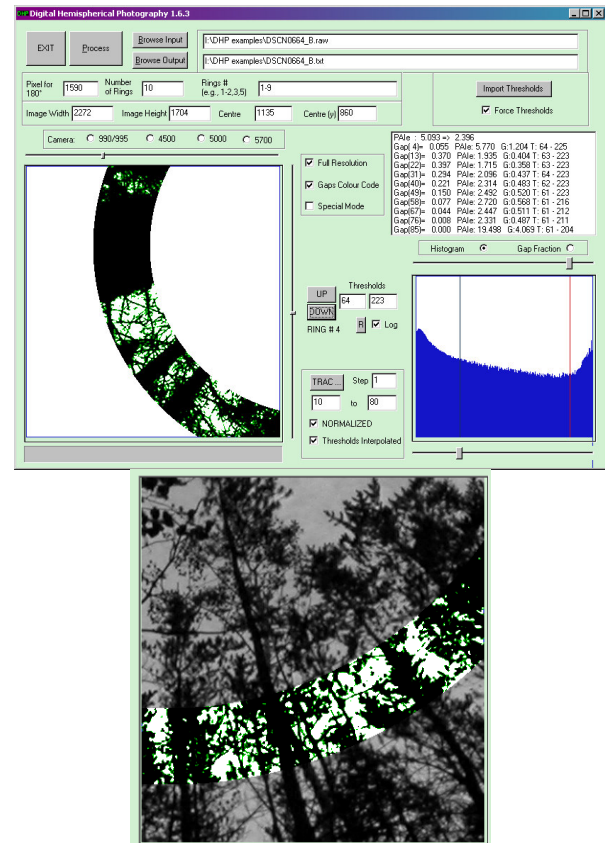 DHP Digital Hemispherical Photography 1.6.3
EXIT
Process
Browse Input
I:\DHP examples\DSCN0664_B.raw
Browse Output
I:\DHP examples\DSCN0664_B.txt
Pixel for 180° 1590 Number of Rings 10 Rings # (e.g., 1-2,3,5) 1-9
Import Thresholds
Force Thresholds
Image Width 2272 Image Height 1704 Centre 1135 Centre (y) 860
Camera: 990/995 4500 5000 5700
PAIe : 5.093 => 2.396
Gap( 4)= 0.055 PAIe: 5.770 G:1.204 T: 64 - 225
Gap(13)= 0.370 PAIe: 1.935 G:0.404 T: 63 - 223
Gap(22)= 0.397 PAIe: 1.715 G:0.358 T: 63 - 223
Gap(31)= 0.294 PAIe: 2.096 G:0.437 T: 64 - 223
Gap(40)= 0.221 PAIe: 2.314 G:0.483 T: 62 - 223
Gap(49)= 0.150 PAIe: 2.492 G:0.520 T: 61 - 223
Gap(58)= 0.077 PAIe: 2.720 G:0.568 T: 61 - 216
Gap(67)= 0.044 PAIe: 2.447 G:0.511 T: 61 - 212
Gap(76)= 0.008 PAIe: 2.331 G:0.487 T: 61 - 211
Gap(85)= 0.000 PAIe: 19.498 G:4.069 T: 61 - 204
Full Resolution
Gaps Colour Code
Special Mode
Histogram Gap Fraction
Thresholds
UP
64 223
DOWN
RING # 4
R Log
TRAC ... Step 1
10 to 80
NORMALIZED
Thresholds Interpolated